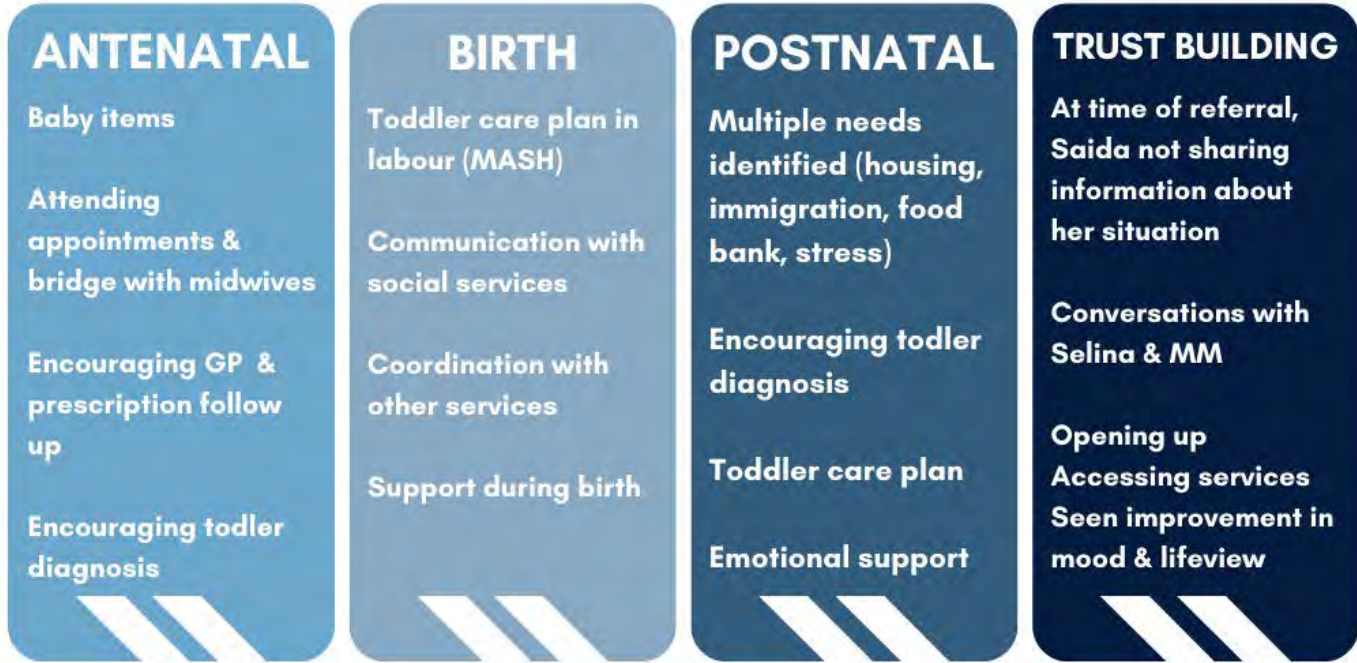 ANTENATAL
Baby items
Attending
appointments &
bridge with midwives
Encouraging GP & 
prescription follow
up
Encouraging todler
diagnosis
BIRTH
Toddler care plan in
labour (MASH)
Communication with
social services
Coordination with
other services
Support during birth
POSTNATAL
Multiple needs
identified (housing,
immigration, food
bank, stress)
Encouraging todler
diagnosis
Toddler care plan
Emotional support
TRUST BUILDING
At time of referral,
Saida not sharing
information about
her situation
Conversations with
Selina & MM
Opening up
Accessing services
Seen improvement in
mood & lifeview